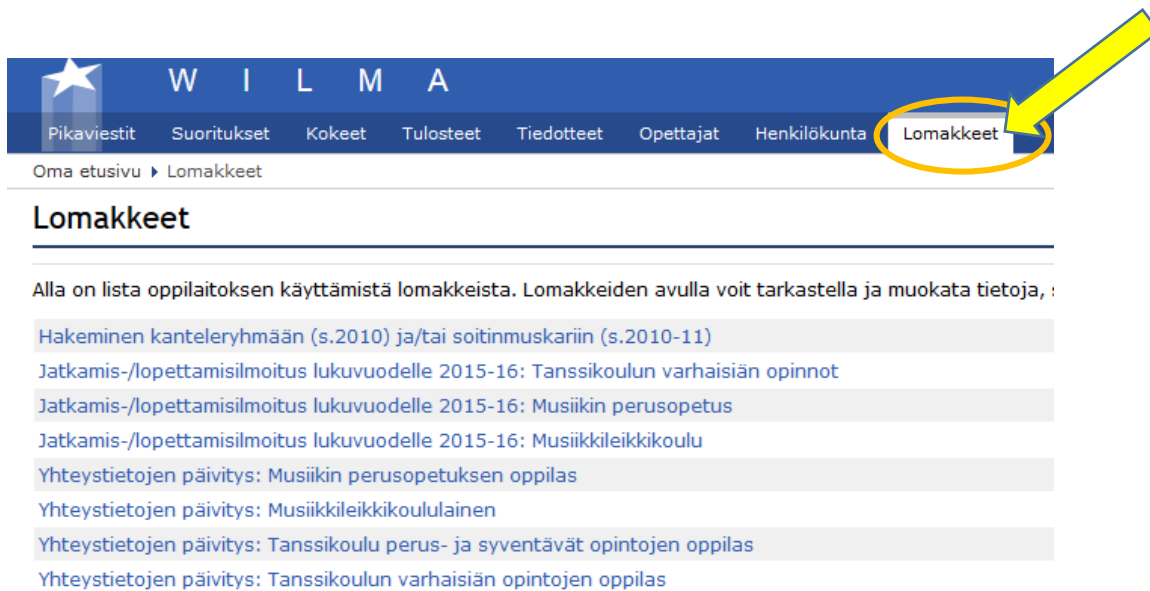 W I L M A
Pikaviestit Suoritukset Kokeet Tulosteet Tiedotteet Opettajat Henkilökunta Lomakkeet
Oma etusivu Lomakkeet
Lomakkeet
Alla on lista oppilaitoksen käyttämistä lomakkeista. Lomakkeiden avulla voit tarkastella ja muokata tietoja,
Hakeminen kanteleryhmään (s.2010) ja/tai soitinmuskariin (s.2010-11)
Jatkamis-/lopettamisilmoitus lukuvuodelle 2015-16: Tanssikoulun varhaisiän opinnot
Jatkamis-/lopettamisilmoitus lukuvuodelle 2015-16: Musiikin perusopetus
Jatkamis-/lopettamisilmoitus lukuvuodelle 2015-16: Musiikkileikkikoulu
Yhteystietojen päivitys: Musiikin perusopetuksen oppilas
Yhteystietojen päivitys: Musiikkileikkikoululainen
Yhteystietojen päivitys: Tanssikoulu perus- ja syventävät opintojen oppilas
Yhteystietojen päivitys: Tanssikoulun varhaisiän opintojen oppilas